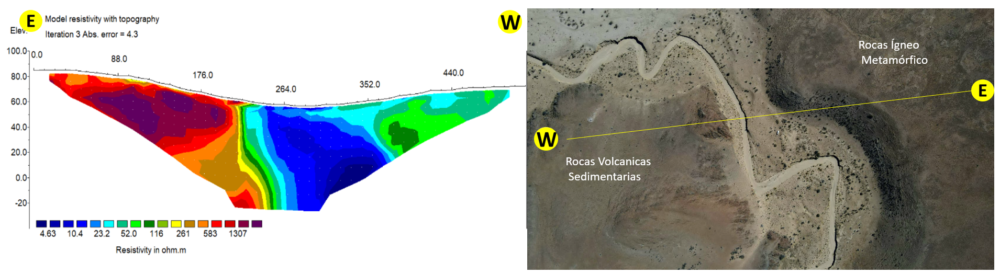 E
Model resistivity with topography
W
Elev.
Iteration 3 Abs. error = 4.3
100.0
80.0
60.0
40.0
20.0
0.0
-20
0.0
88.0
176.0
264.0
352.0
440.0
4.63 10.4 23.2 52.0 116 261 583 1307
Resistivity in ohm.m
Rocas Ígneo
Metamórfico
E
W
Rocas Volcanicas
Sedimentarias